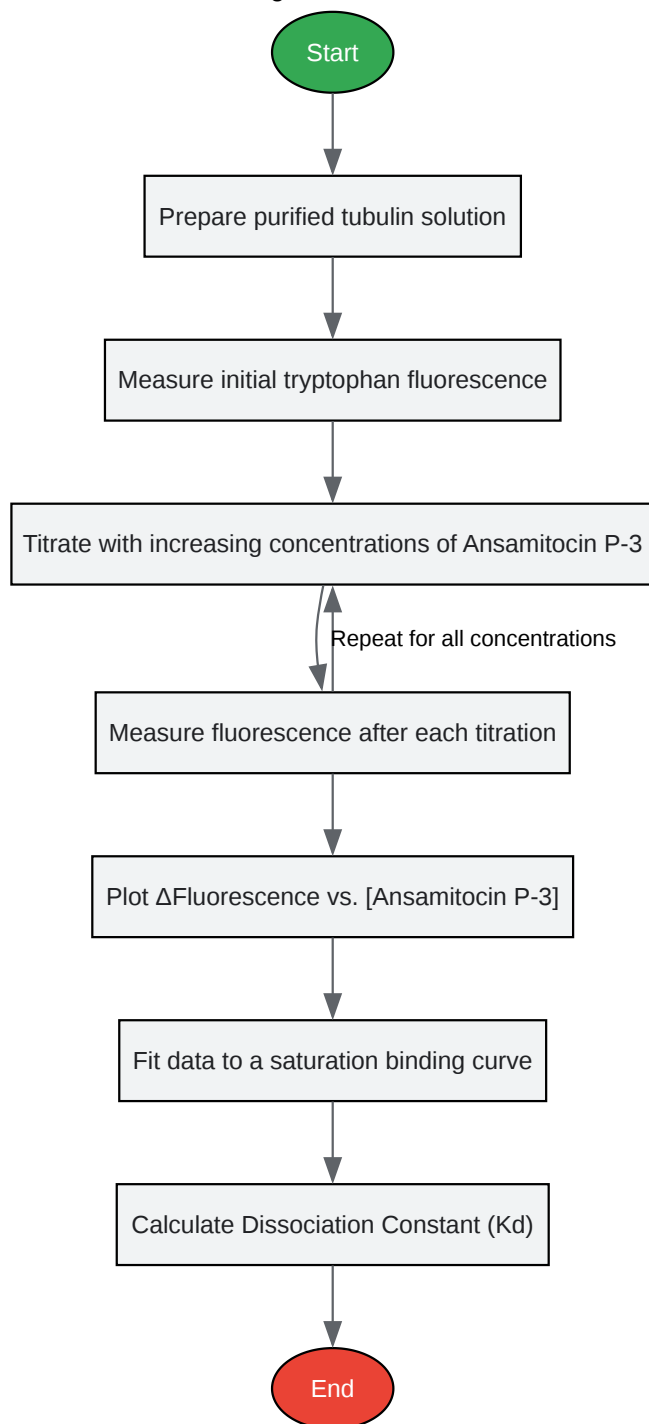 Start
Prepare purified tubulin solution
Measure initial tryptophan fluorescence
Titrate with increasing concentrations of Ansamitocin P-3
Repeat for all concentrations
Measure fluorescence after each titration
Plot ΔFluorescence vs. [Ansamitocin P-3]
Fit data to a saturation binding curve
Calculate Dissociation Constant (Kd)
End